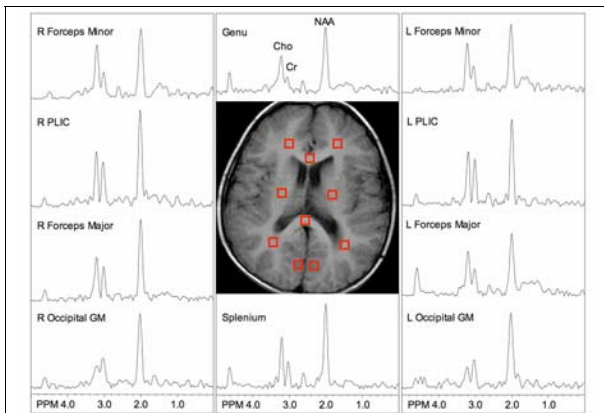 R Forceps Minor
Genu
NAA
Cho
Cr
L Forceps Minor
R PLIC
L PLIC
R Forceps Major
L Forceps Major
R Occipital GM
Splenium
L Occipital GM
PPM 4.0 3.0 2.0 1.0
PPM 4.0 3.0 2.0 1.0
PPM 4.0 3.0 2.0 1.0